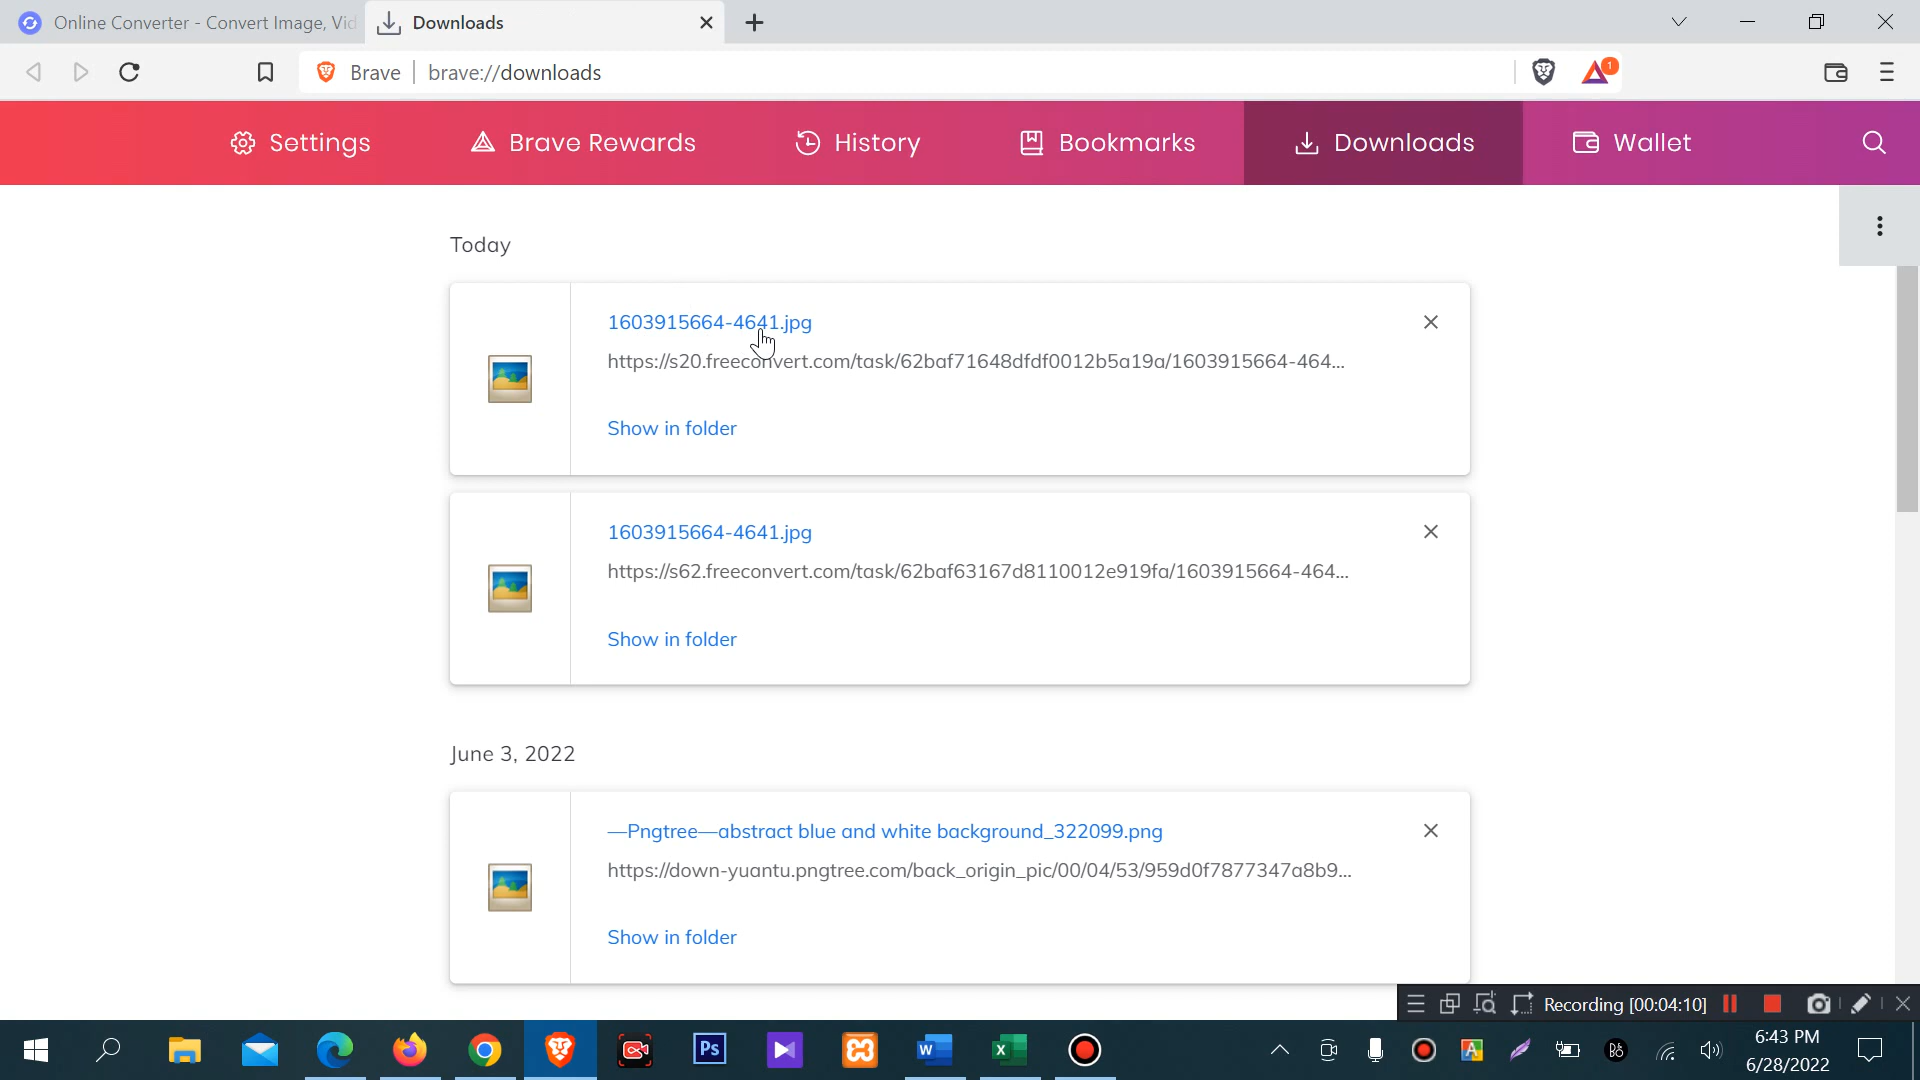 Online Converter - Convert Image, Vid
Downloads
Brave
brave://downloads
1
Settings
Brave Rewards
History
Bookmarks
Downloads
Wallet
Today
1603915664-4641.jpg
https://s20.freeconvert.com/task/62baf71648dfdf0012b5a19a/1603915664-464...
Show in folder
1603915664-4641.jpg
https://s62.freeconvert.com/task/62baf63167d8110012e919fa/1603915664-464...
Show in folder
June 3, 2022
—Pngtree—abstract blue and white background_322099.png
https://down-yuantu.pngtree.com/back_origin_pic/00/04/53/959d0f7877347a8b9...
Show in folder
Recording [00:04:10]
Ps
W
X
A
6:43 PM
6/28/2022